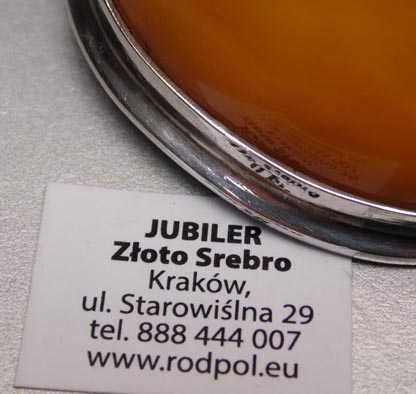 JUBILER
Złoto Srebro
Kraków,
ul. Starowiślna 29
tel. 888 444 007
www.rodpol.eu